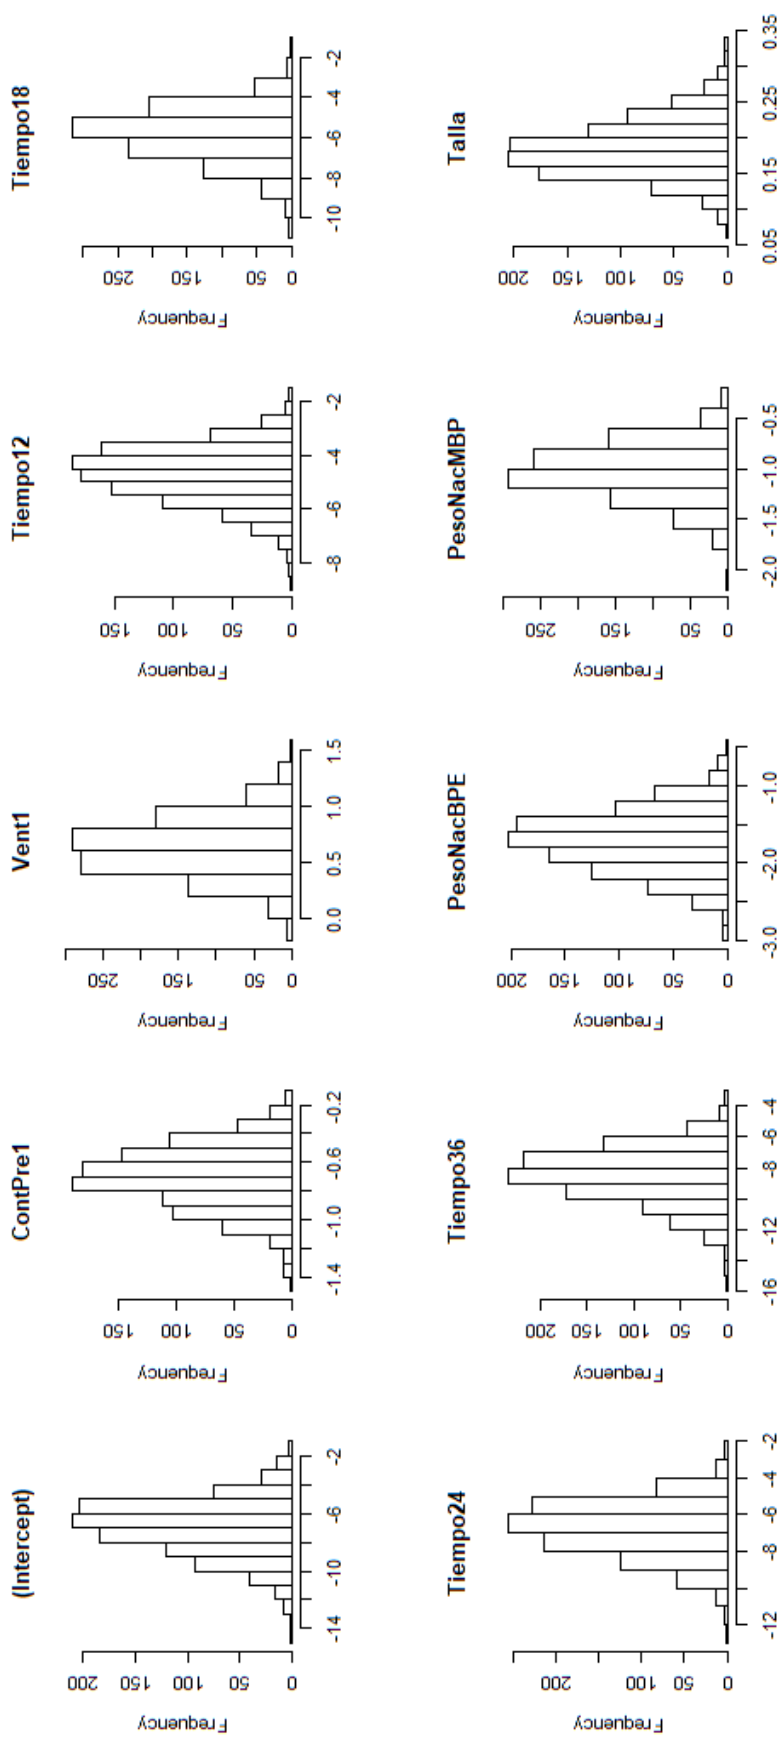 (Intercept)
Frequency
0 50 100 150 200
-14 -10 -6 -2
ContPre1
Frequency
0 50 100 150
-1.4 -1.0 -0.6 -0.2
Vent1
Frequency
0 50 150 250
0.0 0.5 1.0 1.5
Tiempo12
Frequency
0 50 100 150
-8 -6 -4 -2
Tiempo18
Frequency
0 50 150 250
-10 -8 -6 -4 -2
Tiempo24
Frequency
0 50 100 200
-12 -8 -6 -4 -2
Tiempo36
Frequency
0 50 100 150 200
-16 -12 -8 -6 -4
PesoNacBPE
Frequency
0 50 100 150 200
-3.0 -2.0 -1.0
PesoNacMBP
Frequency
0 50 150 250
-2.0 -1.5 -1.0 -0.5
Talla
Frequency
0 50 100 150 200
0.05 0.15 0.25 0.35